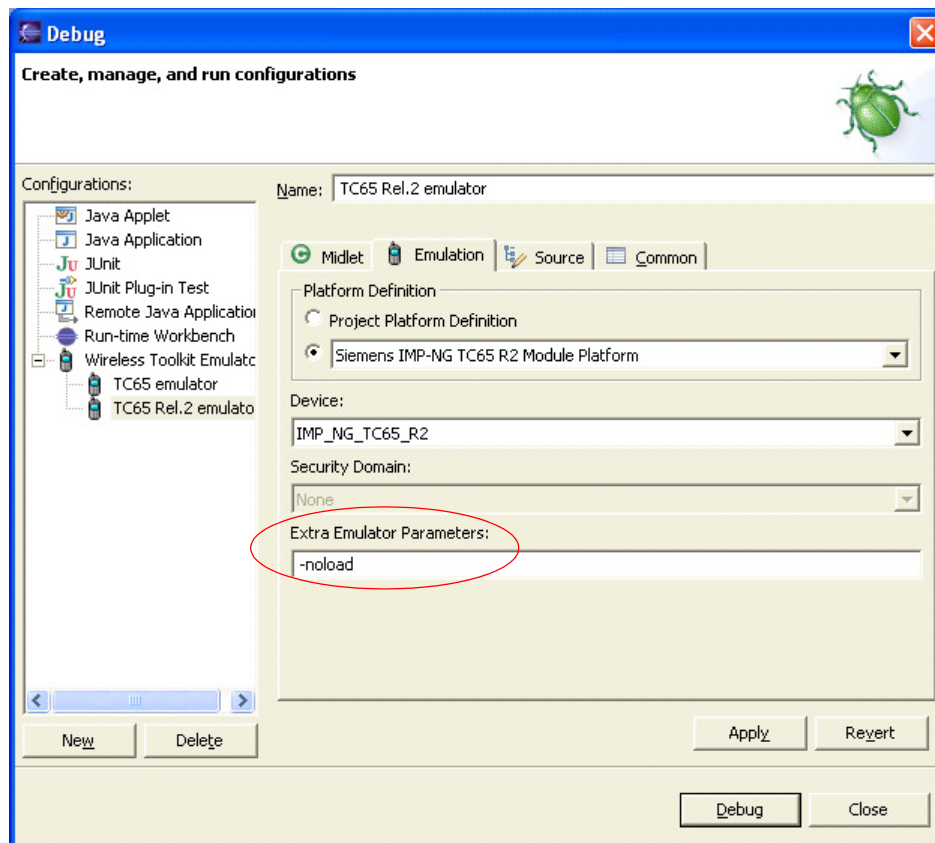 Debug
Create, manage, and run configurations
Configurations:
Java Applet
Java Application
JUnit
JUnit Plug-in Test
Remote Java Applicatio
Run-time Workbench
Wireless Toolkit Emulatc
TC65 emulator
TC65 Rel.2 emulato
New
Delete
Name: TC65 Rel.2 emulator
Midlet Emulation Source Common
Platform Definition
Project Platform Definition
Siemens IMP-NG TC65 R2 Module Platform
Device:
IMP_NG_TC65_R2
Security Domain:
None
Extra Emulator Parameters:
-noload
Apply
Revert
Debug
Close